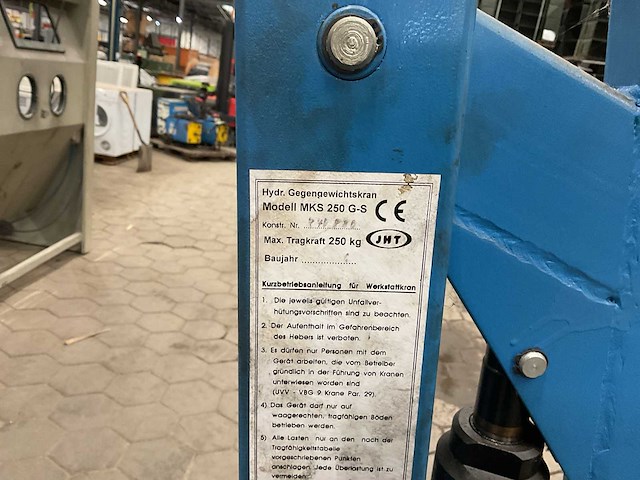 Hydr. Gegengewichtskran
Modell MKS 250 G-S CE
Konstr. Nr.
Max. Tragkraft 250 kg JHT
Baujahr
Kurzbetriebsanleitung für Werkstattkran
1. Die jeweils gültigen Unfallver-
hütungsvorschriften sind zu beachten.
2. Der Aufenthalt im Gefahrenbereich
des Hebers ist verboten.
3. Es dürfen nur Personen mit dem
Gerät arbeiten, die vom Betreiber
gründlich in der Führung von Kranen
unterwiesen worden sind
(UVV - VBG 9 Krane Par. 29).
4) Das Gerät darf nur auf
waagerechten, tragfähigen Böden
betrieben werden.
5) Alle Lasten nur an den nach der
Tragfähigkeitstabelle
vorgeschriebenen Punkten
anschlagen. Jede Überlastung ist zu
vermeiden.